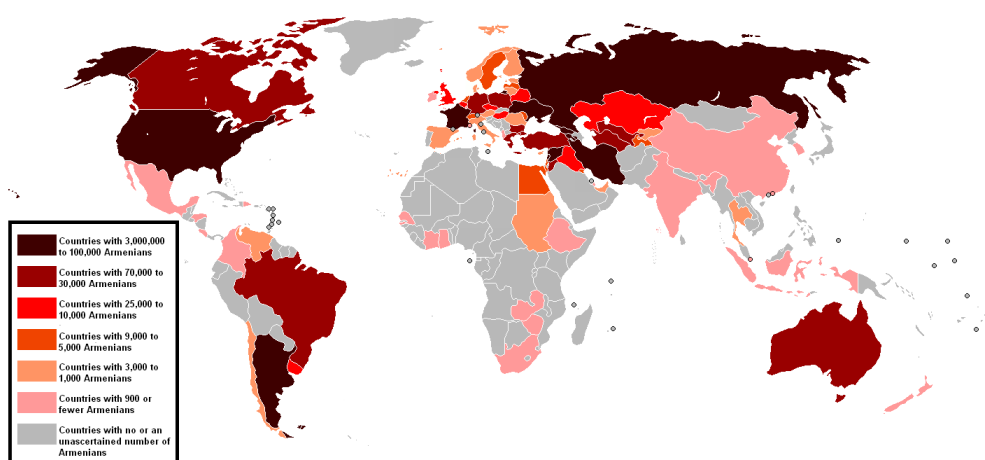 Countries with 3,000,000
to 100,000 Armenians
Countries with 70,000 to
30,000 Armenians
Countries with 25,000 to
10,000 Armenians
Countries with 9,000 to
5,000 Armenians
Countries with 3,000 to
1,000 Armenians
Countries with 900 or
fewer Armenians
Countries with no or an
unascertained number of
Armenians